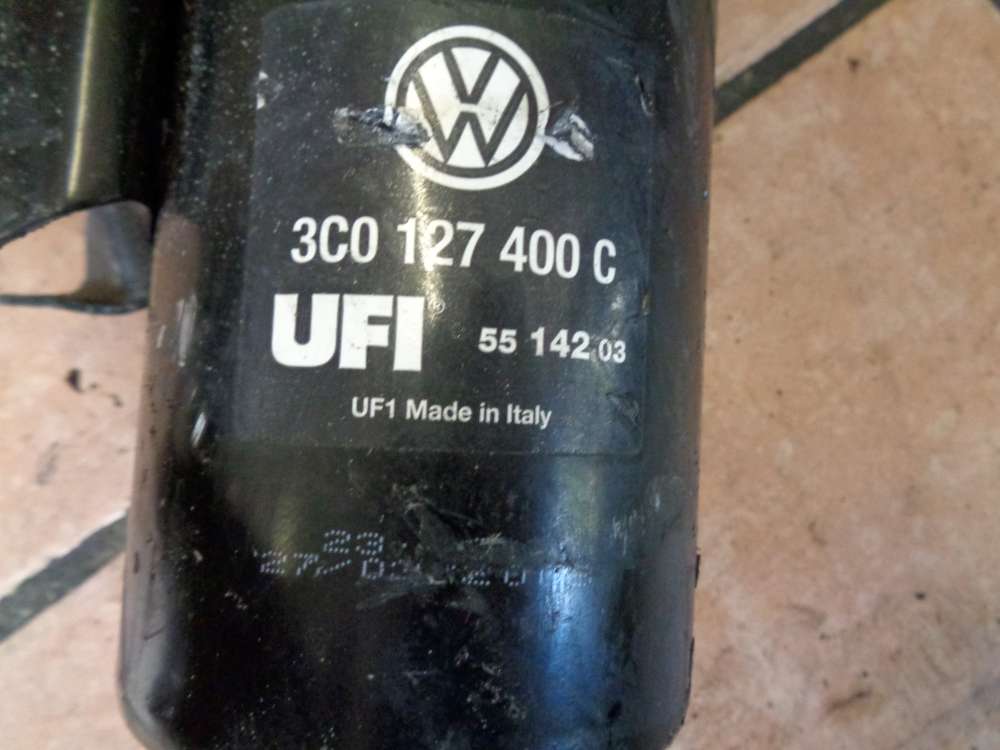 3C0 127 400 C
UFI® 55 142 03
UF1 Made in Italy